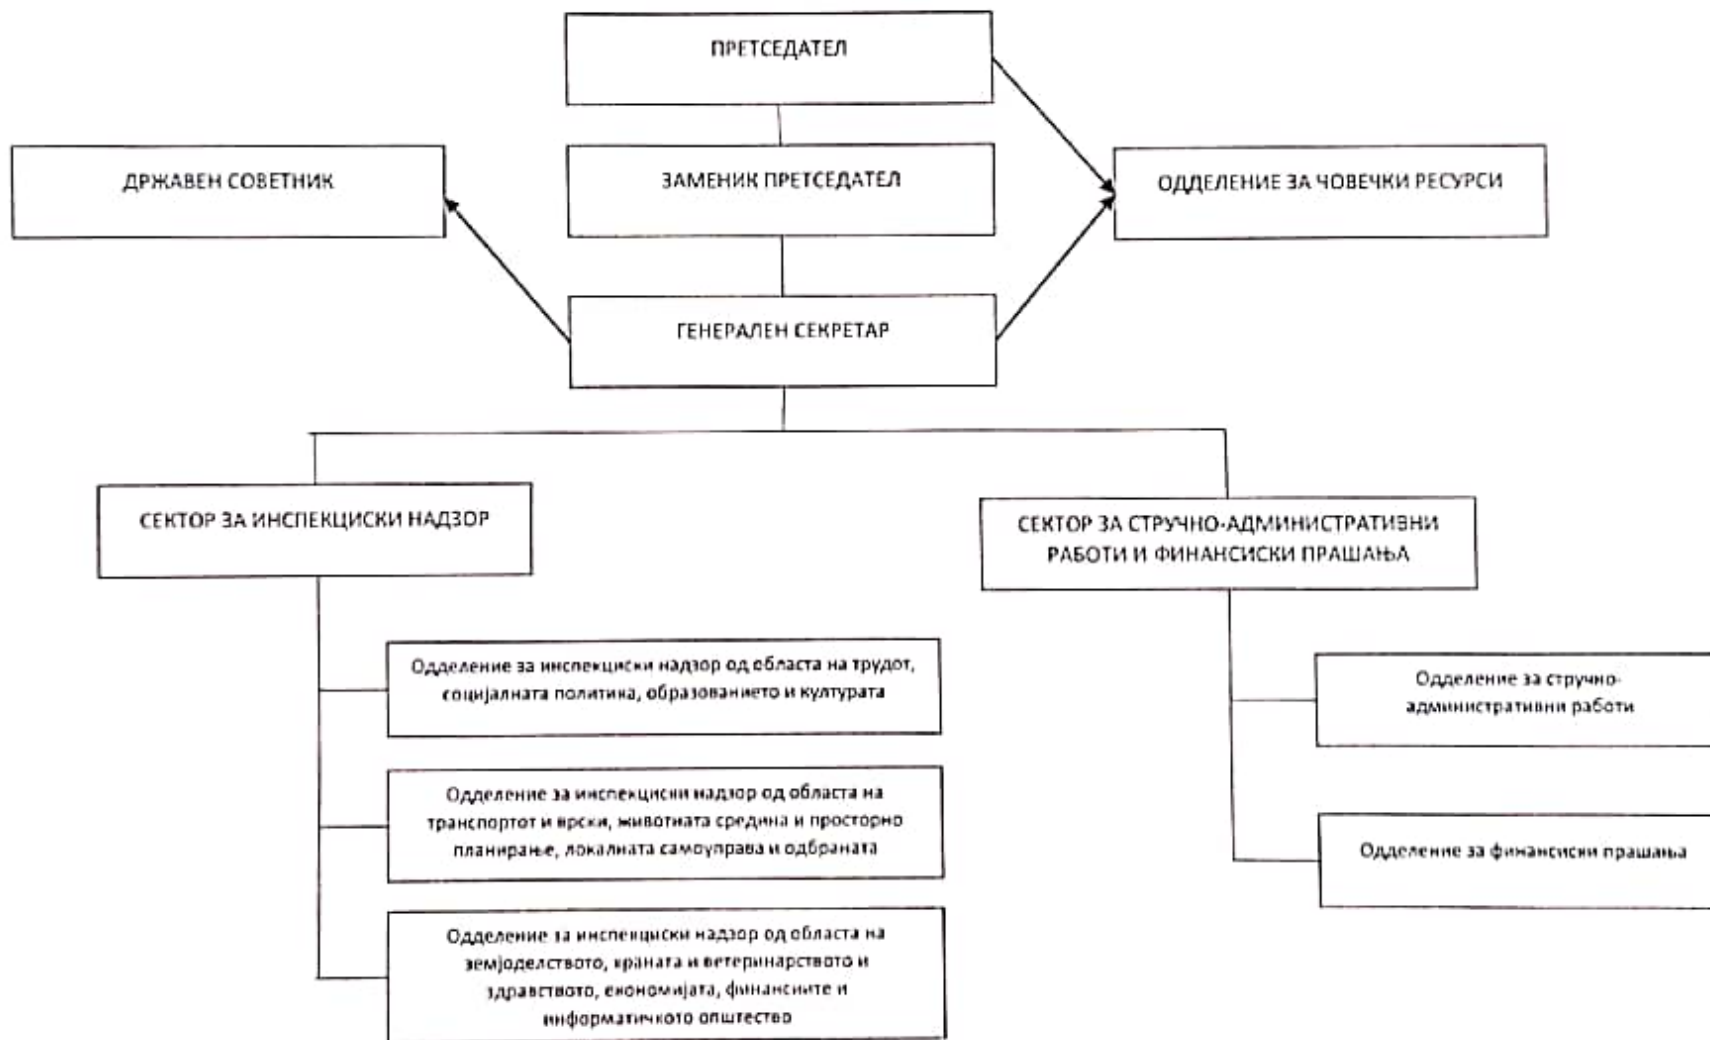 ПРЕТСЕДАТЕЛ
ДРЖАВЕН СОВЕТНИК
ЗАМЕНИК ПРЕТСЕДАТЕЛ
ОДДЕЛЕНИЕ ЗА ЧОВЕЧКИ РЕСУРСИ
ГЕНЕРАЛЕН СЕКРЕТАР
СЕКТОР ЗА ИНСПЕКЦИСКИ НАДЗОР
СЕКТОР ЗА СТРУЧНО-АДМИНИСТРАТИВНИ
РАБОТИ И ФИНАНСИСКИ ПРАШАЊА
Одделение за инспекциски надзор од областа на трудот,
социјалната политика, образованието и културата
Одделение за инспекциски надзор од областа на
транспортот и врски, животната средина и просторно
планирање, локалната самоуправа и одбраната
Одделение за инспекциски надзор од областа на
земјоделството, храната и ветеринарството и
здравството, економијата, финансиите и
информатичкото општество
Одделение за стручно-
административни работи
Одделение за финансиски прашања